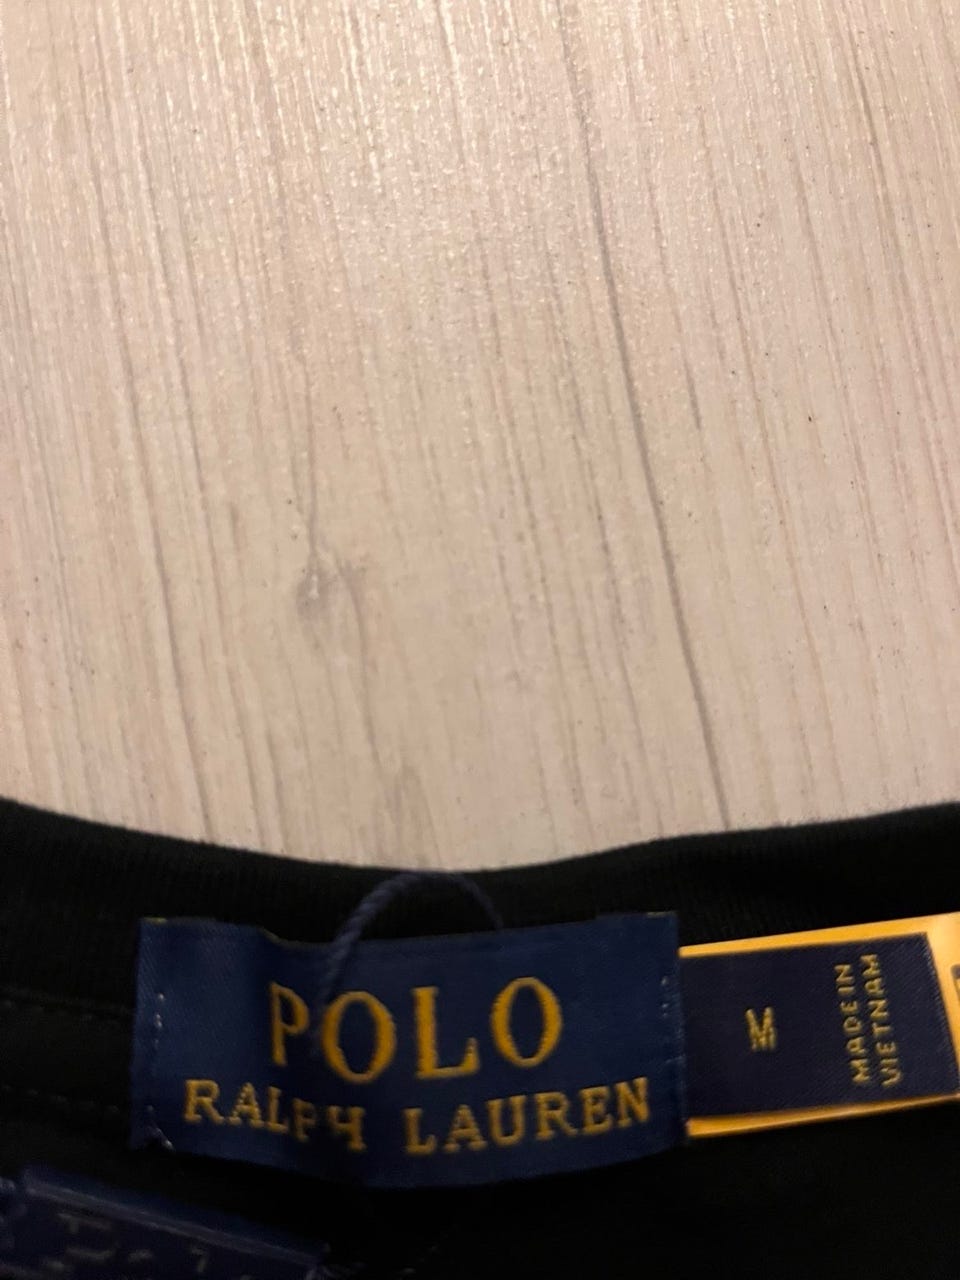 POLO
RALPH LAUREN
M
MADE IN
VIETNAM